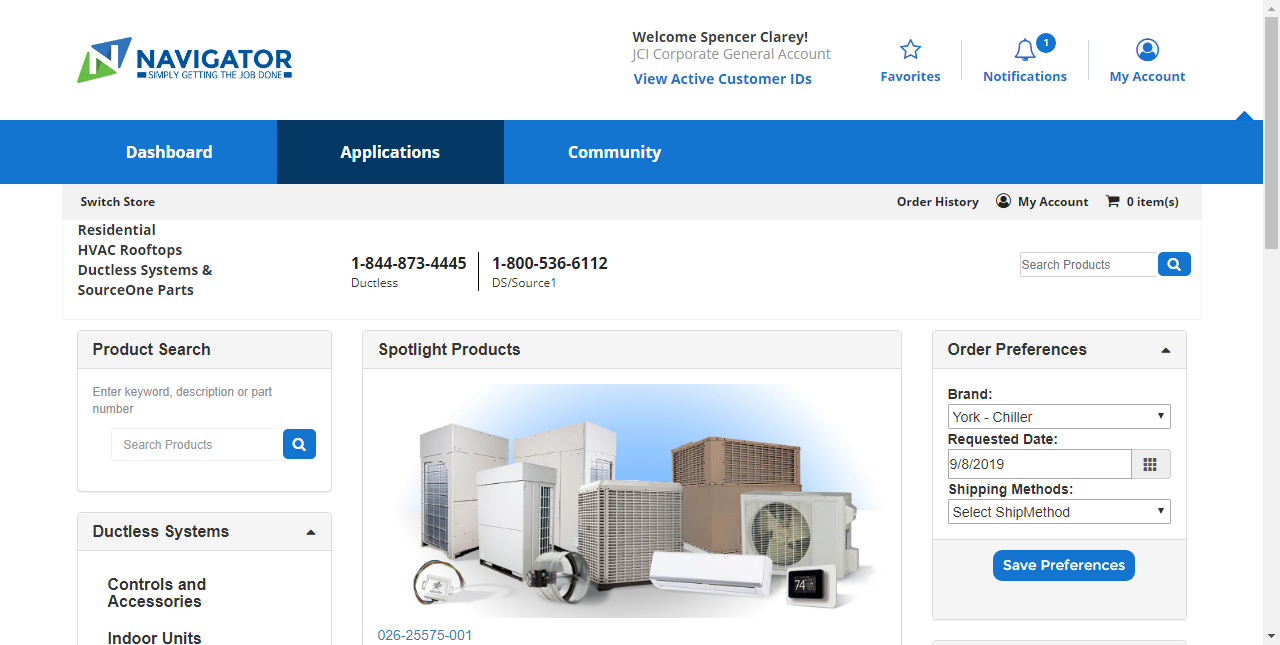 NAVIGATOR
SIMPLY GETTING THE JOB DONE
Welcome Spencer Clarey!
JCI Corporate General Account
View Active Customer IDs
Favorites
1
Notifications
My Account
Dashboard
Applications
Community
Switch Store
Order History
My Account
0 item(s)
Residential
HVAC Rooftops
Ductless Systems &
SourceOne Parts
1-844-873-4445
Ductless
1-800-536-6112
DS/Source1
Search Products
Product Search
Enter keyword, description or part
number
Search Products
Ductless Systems
Controls and
Accessories
Indoor Units
Spotlight Products
74
026-25575-001
Order Preferences
Brand:
York - Chiller
Requested Date:
9/8/2019
Shipping Methods:
Select ShipMethod
Save Preferences